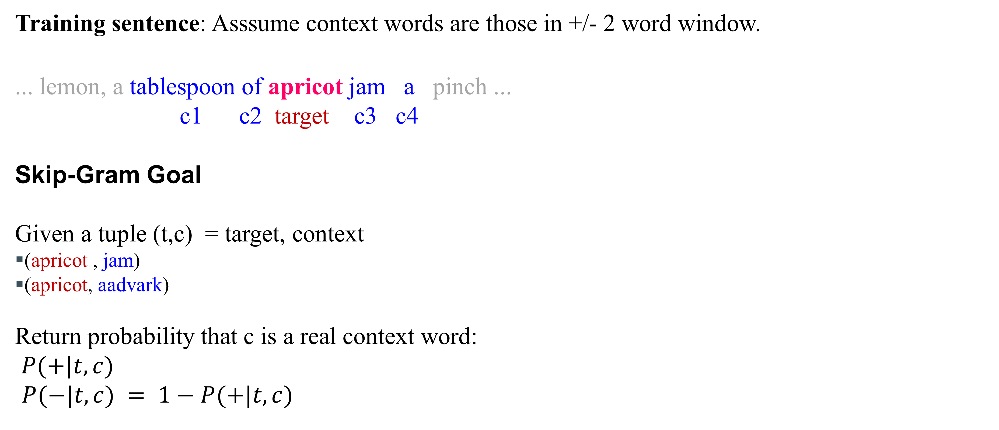 Training sentence: Asssume context words are those in +/- 2 word window.
... lemon, a tablespoon of apricot jam a pinch ...
c1 c2 target c3 c4
Skip-Gram Goal
Given a tuple (t,c) = target, context
▪(apricot , jam)
▪(apricot, aadvark)
Return probability that c is a real context word:
P(+|t, c)
P(−|t, c) = 1 − P(+|t, c)